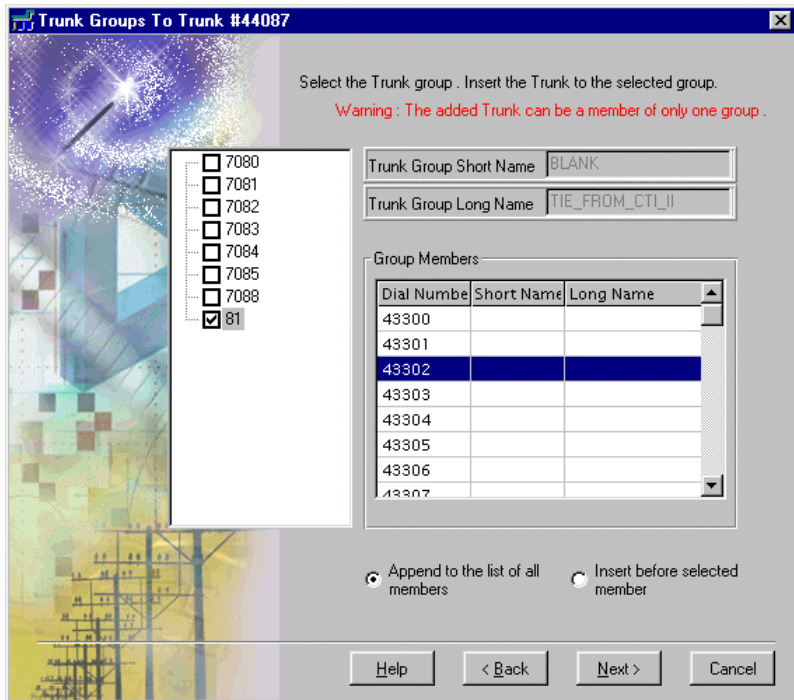 Trunk Groups To Trunk #44087
Select the Trunk group . Insert the Trunk to the selected group.
Warning : The added Trunk can be a member of only one group .
7080
7081
7082
7083
7084
7085
7088
81
Trunk Group Short Name BLANK
Trunk Group Long Name TIE_FROM_CTI_II
Group Members
Dial Numbe Short Name Long Name
43300
43301
43302
43303
43304
43305
43306
43307
Append to the list of all
members
Insert before selected
member
Help < Back Next > Cancel